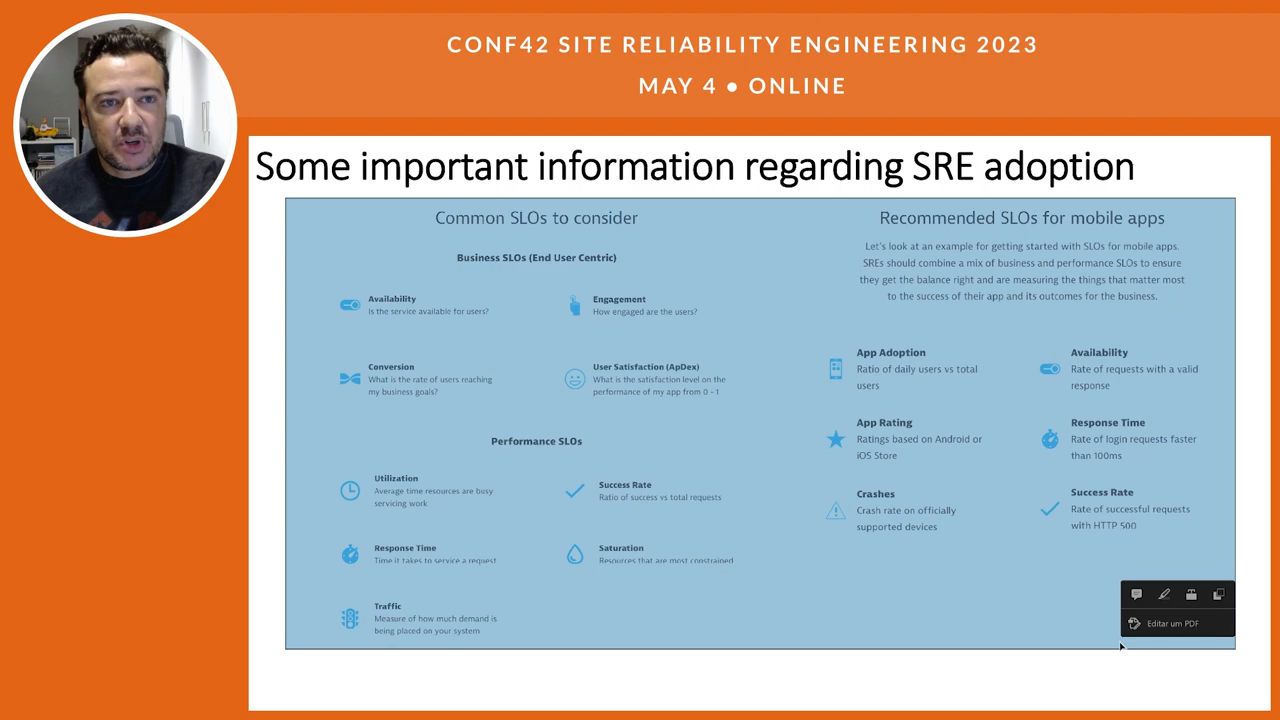 CONF42 SITE RELIABILITY ENGINEERING 2023
MAY 4 • ONLINE
Some important information regarding SRE adoption
Common SLOs to consider
Business SLOs (End User Centric)
Availability
Is the service available for users?
Engagement
How engaged are the users?
Conversion
What is the rate of users reaching
my business goals?
User Satisfaction (ApDex)
What is the satisfaction level on the
performance of my app from 0 - 1
Performance SLOs
Utilization
Average time resources are busy
servicing work
Success Rate
Ratio of success vs total requests
Response Time
Time it takes to service a request
Saturation
Resources that are most constrained
Traffic
Measure of how much demand is
being placed on your system
Recommended SLOs for mobile apps
Let's look at an example for getting started with SLOs for mobile apps.
SREs should combine a mix of business and performance SLOs to ensure
they get the balance right and are measuring the things that matter most
to the success of their app and its outcomes for the business.
App Adoption
Ratio of daily users vs total
users
Availability
Rate of requests with a valid
response
App Rating
Ratings based on Android or
iOS Store
Response Time
Rate of login requests faster
than 100ms
Crashes
Crash rate on officially
supported devices
Success Rate
Rate of successful requests
with HTTP 500
Editar um PDF